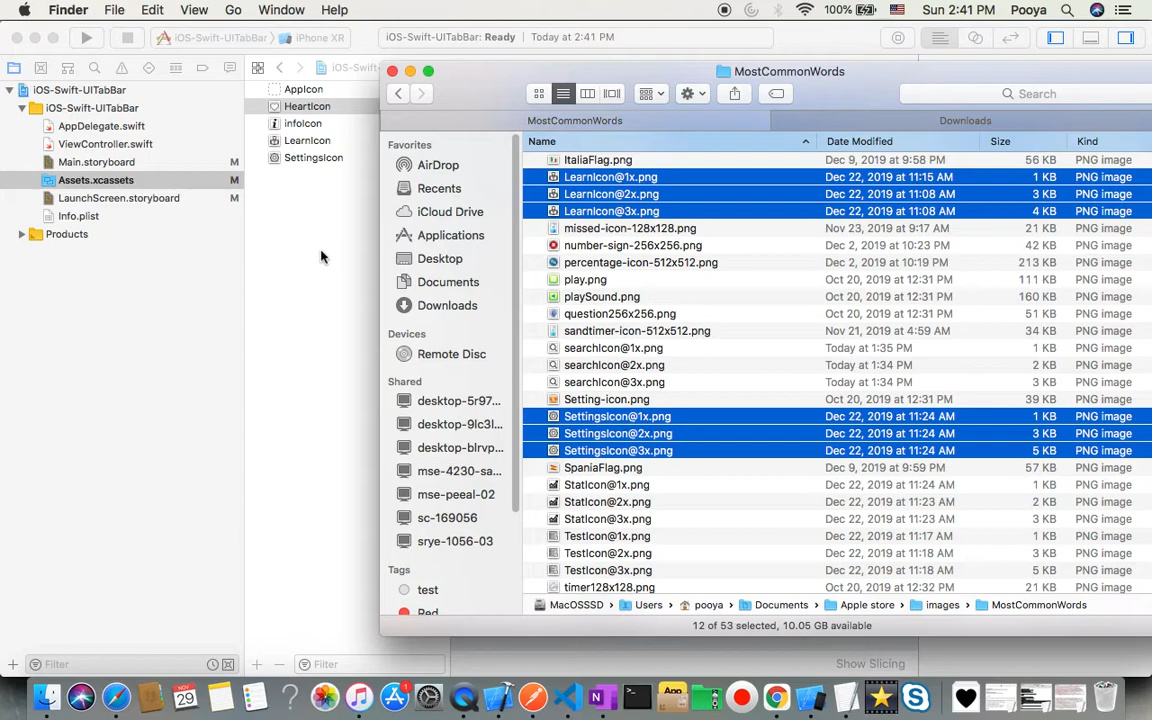 Finder File Edit View Go Window Help 100% Sun 2:41 PM Pooya
iOS-Swift-UITabBar iPhone XR iOS-Swift-UITabBar: Ready Today at 2:41 PM
iOS-Swift-UITabBar
iOS-Swift-UITabBar
AppDelegate.swift
ViewController.swift
Main.storyboard M
Assets.xcassets M
LaunchScreen.storyboard M
Info.plist
Products
Filter
iOS-Swift
AppIcon
HeartIcon
infoIcon
LearnIcon
SettingsIcon
Filter
Show Slicing
MostCommonWords
Search
MostCommonWords Downloads
Favorites
AirDrop
Recents
iCloud Drive
Applications
Desktop
Documents
Downloads
Devices
Remote Disc
Shared
desktop-5r97...
desktop-9lc3l...
desktop-blrvp...
mse-4230-sa...
mse-peeal-02
sc-169056
srye-1056-03
Tags
test
Red
Name Date Modified Size Kind
ItaliaFlag.png Dec 9, 2019 at 9:58 PM 56 KB PNG image
LearnIcon@1x.png Dec 22, 2019 at 11:15 AM 1 KB PNG image
LearnIcon@2x.png Dec 22, 2019 at 11:08 AM 3 KB PNG image
LearnIcon@3x.png Dec 22, 2019 at 11:08 AM 4 KB PNG image
missed-icon-128x128.png Nov 23, 2019 at 9:17 AM 21 KB PNG image
number-sign-256x256.png Dec 2, 2019 at 10:23 PM 42 KB PNG image
percentage-icon-512x512.png Dec 2, 2019 at 10:19 PM 213 KB PNG image
play.png Oct 20, 2019 at 12:31 PM 111 KB PNG image
playSound.png Oct 20, 2019 at 12:31 PM 160 KB PNG image
question256x256.png Oct 20, 2019 at 12:31 PM 51 KB PNG image
sandtimer-icon-512x512.png Nov 21, 2019 at 4:59 AM 34 KB PNG image
searchIcon@1x.png Today at 1:35 PM 1 KB PNG image
searchIcon@2x.png Today at 1:34 PM 2 KB PNG image
searchIcon@3x.png Today at 1:34 PM 3 KB PNG image
Setting-icon.png Oct 20, 2019 at 12:31 PM 39 KB PNG image
SettingsIcon@1x.png Dec 22, 2019 at 11:24 AM 1 KB PNG image
SettingsIcon@2x.png Dec 22, 2019 at 11:24 AM 3 KB PNG image
SettingsIcon@3x.png Dec 22, 2019 at 11:24 AM 5 KB PNG image
SpaniaFlag.png Dec 9, 2019 at 9:59 PM 57 KB PNG image
StatIcon@1x.png Dec 22, 2019 at 11:24 AM 1 KB PNG image
StatIcon@2x.png Dec 22, 2019 at 11:23 AM 2 KB PNG image
StatIcon@3x.png Dec 22, 2019 at 11:23 AM 3 KB PNG image
TestIcon@1x.png Dec 22, 2019 at 11:17 AM 1 KB PNG image
TestIcon@2x.png Dec 22, 2019 at 11:18 AM 3 KB PNG image
TestIcon@3x.png Dec 22, 2019 at 11:18 AM 5 KB PNG image
timer128x128.png Oct 20, 2019 at 12:32 PM 21 KB PNG image
MacOSSSD Users pooya Documents Apple store images MostCommonWords
12 of 53 selected, 10.05 GB available